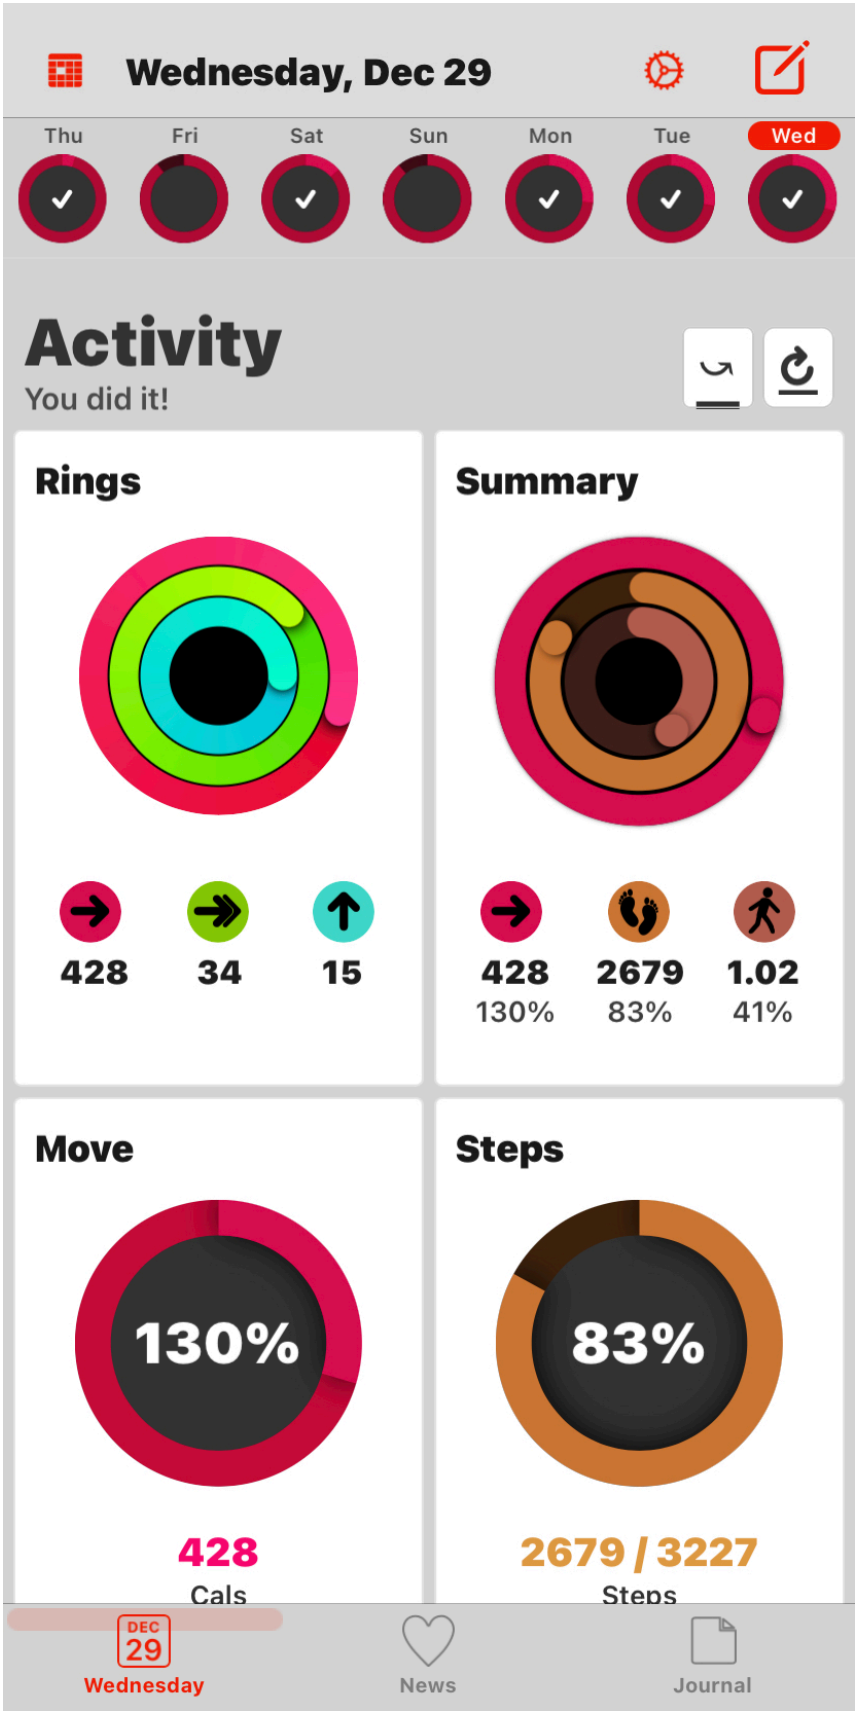 Wednesday, Dec 29
Thu Fri Sat Sun Mon Tue Wed
Activity
You did it!
Rings
428 34 15
Summary
428 2679 1.02
130% 83% 41%
Move
130%
428
Cals
Steps
83%
2679 / 3227
Steps
DEC
29
Wednesday News Journal